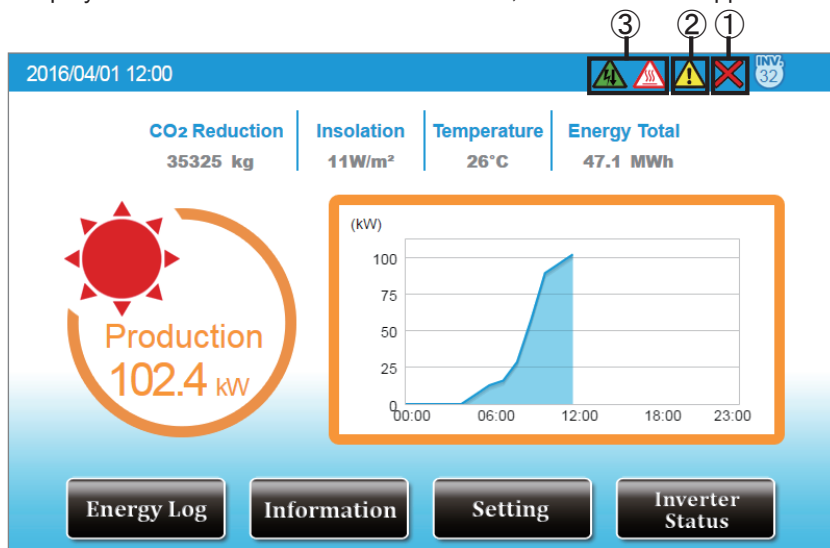 ③ ② ①
2016/04/01 12:00
INV.
32
CO2 Reduction Insolation Temperature Energy Total
35325 kg 11W/m² 26°C 47.1 MWh
(kW)
100
75
50
25
0
00:00 06:00 12:00 18:00 23:00
Production
102.4 kW
Energy Log Information Setting Inverter Status